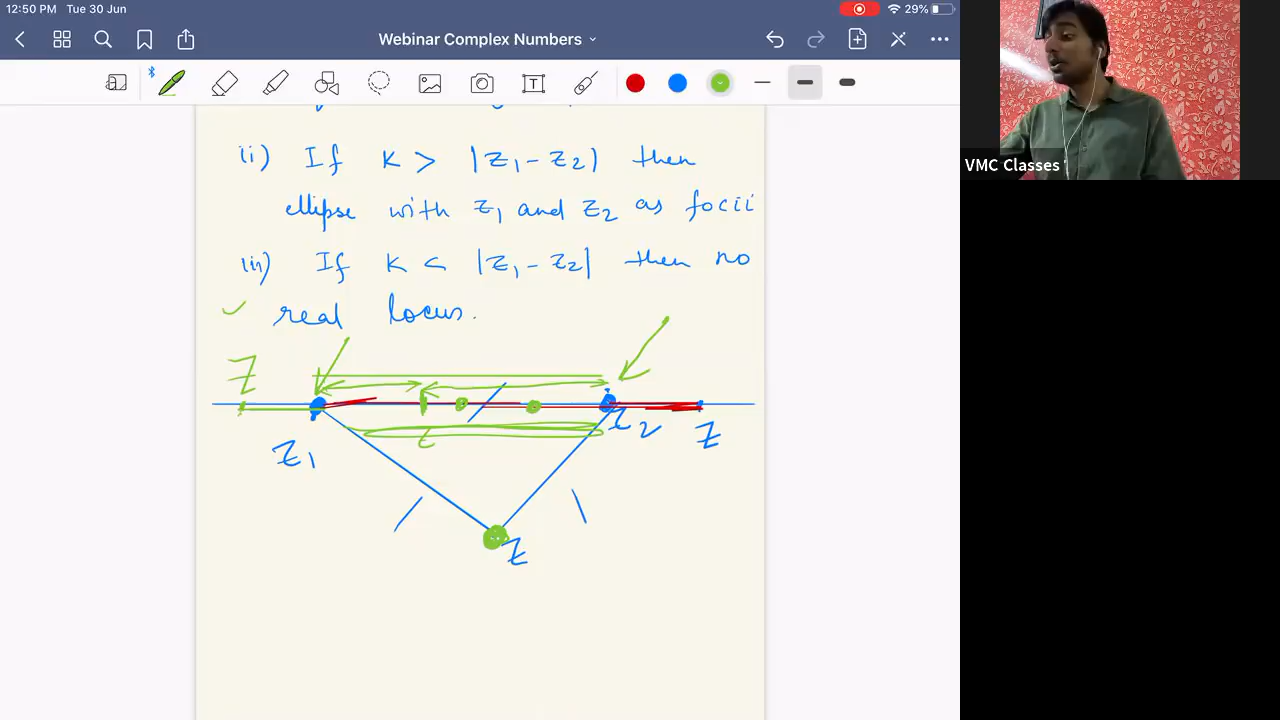 12:50 PM Tue 30 Jun
29%
Webinar Complex Numbers
VMC Classes
(ii) If K > |z1 - z2| then
ellipse with z1 and z2 as focii
(iii) If K < |z1 - z2| then no
real locus.
Z
z1
z
z2
z
z